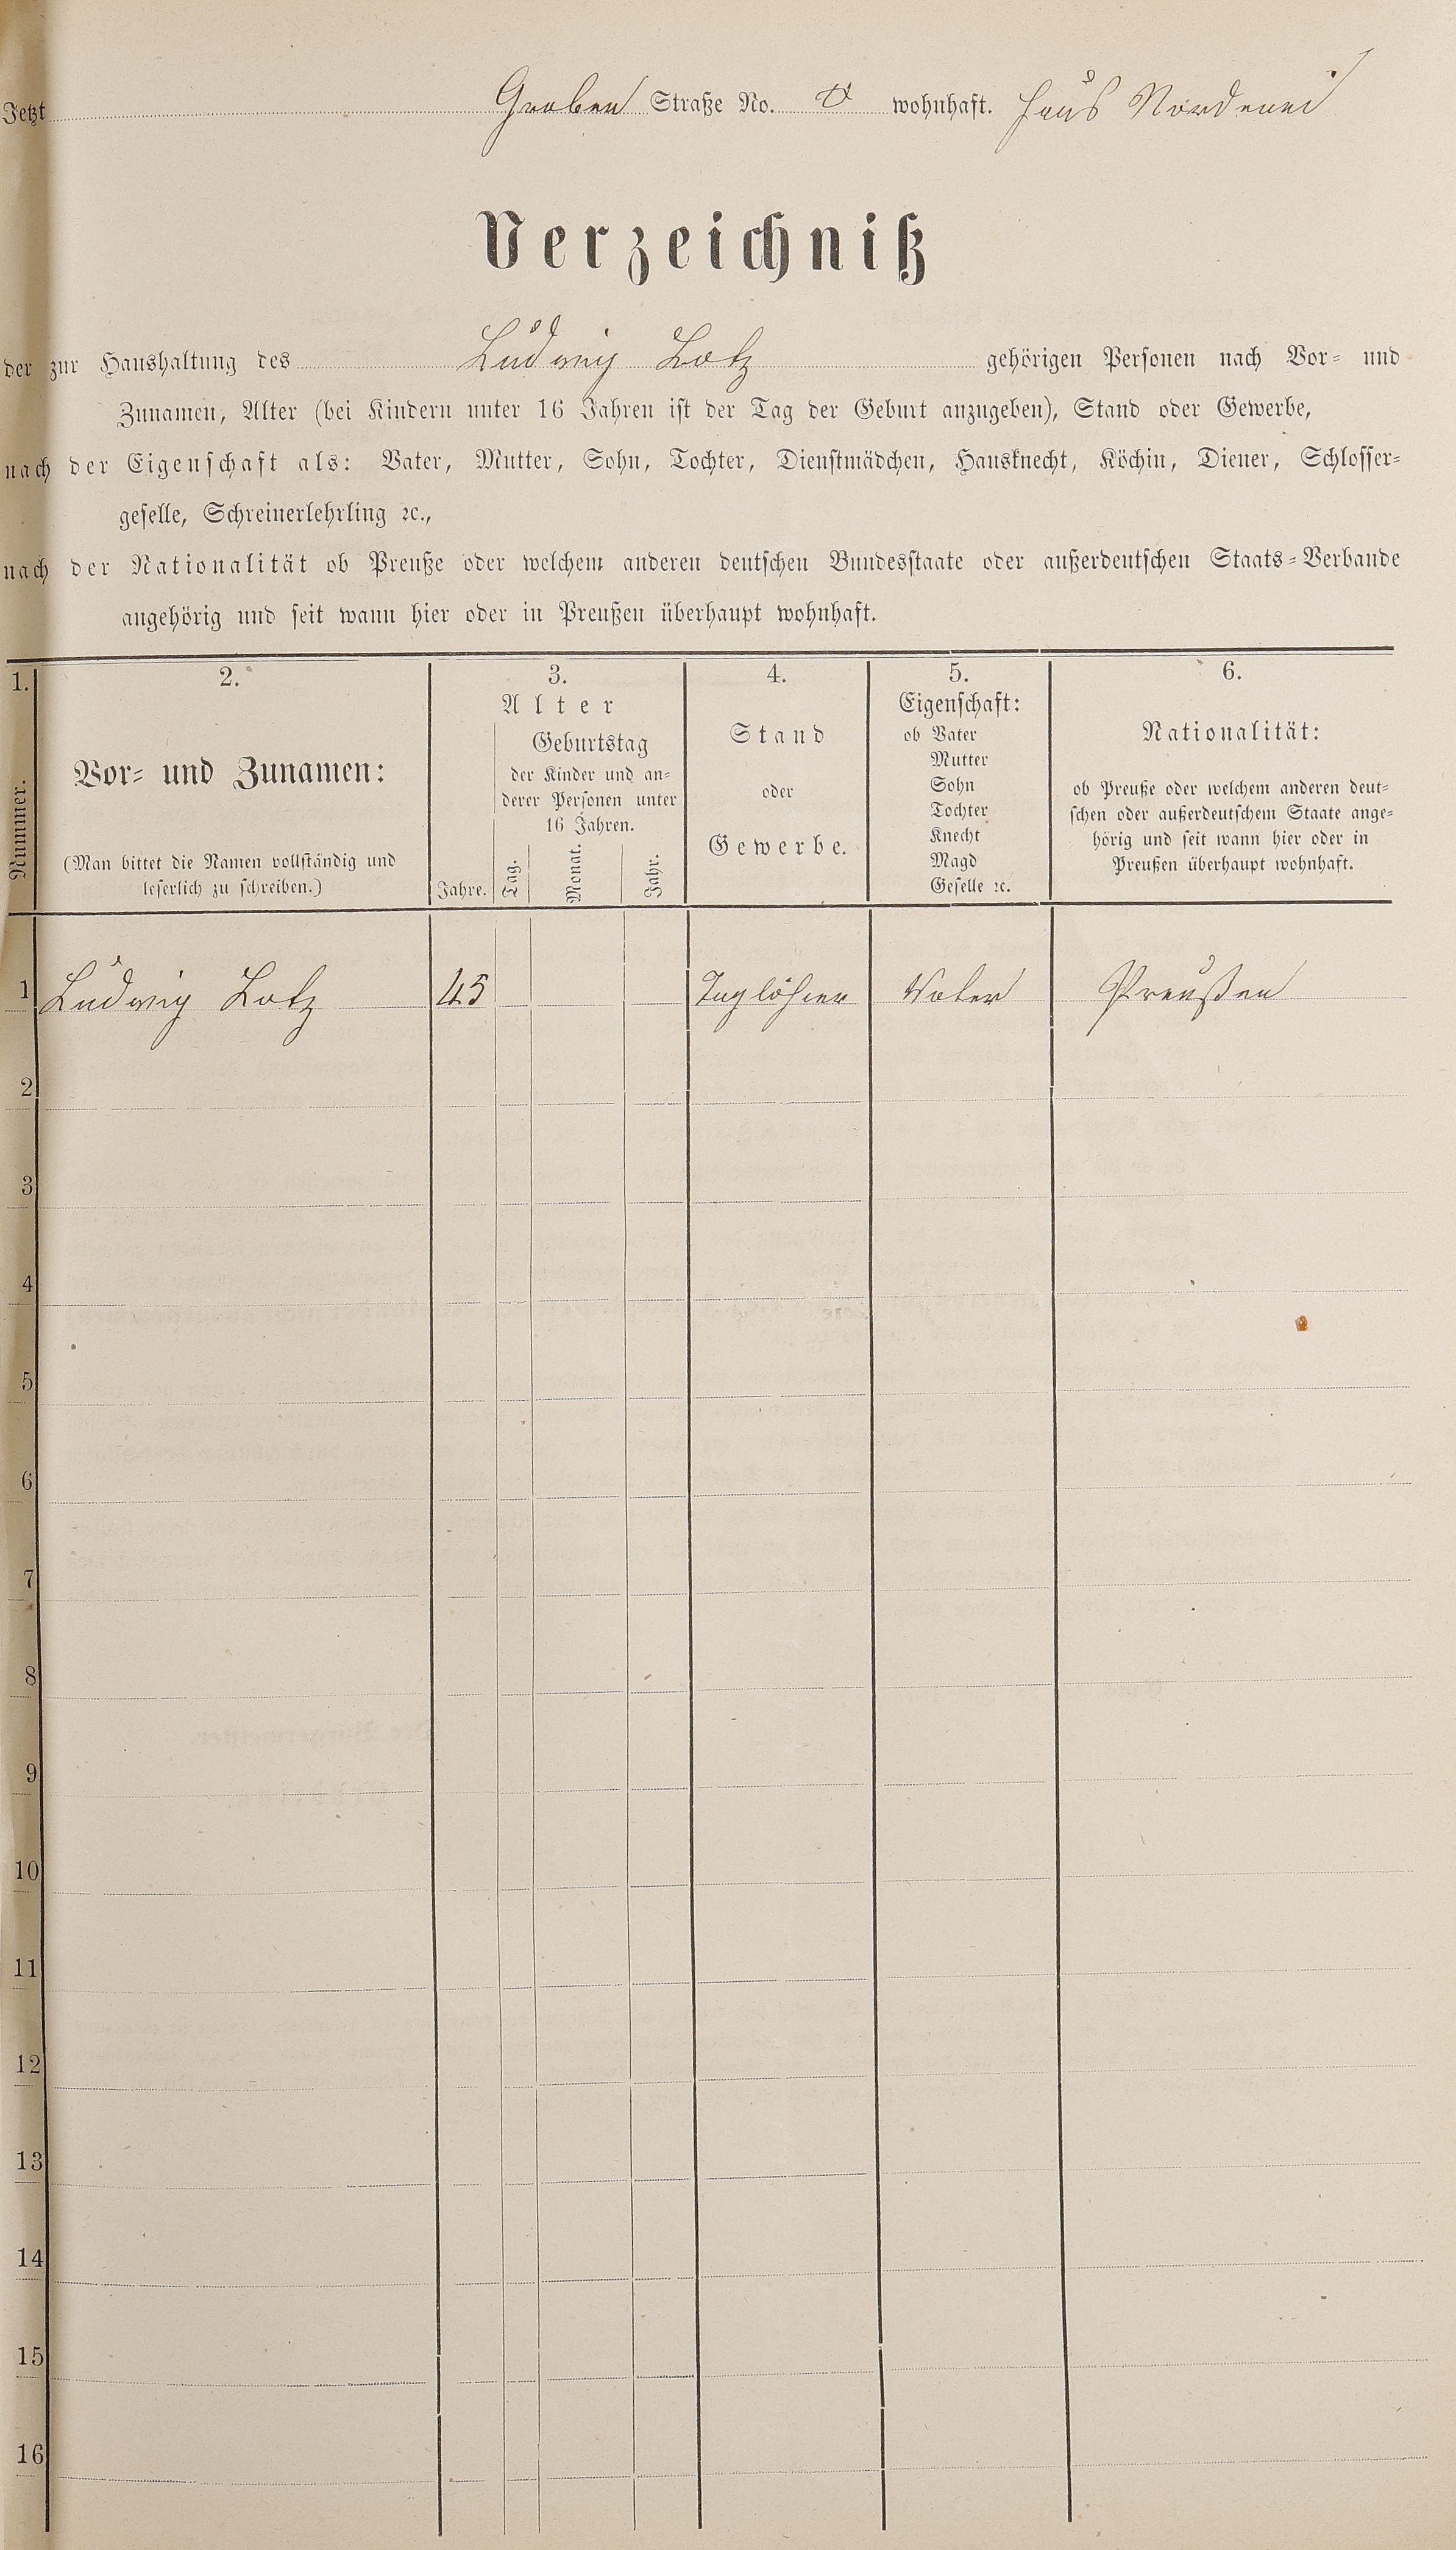 Jetzt Graben Straße No. wohnhaft. Haus Nordenei
Verzeichniß
der zur Haushaltung des Ludwig Lotz gehörigen Personen nach Vor- und
Zunamen, Alter (bei Kindern unter 16 Jahren ist der Tag der Geburt anzugeben), Stand oder Gewerbe,
nach der Eigenschaft als: Vater, Mutter, Sohn, Tochter, Dienstmädchen, Hausknecht, Köchin, Diener, Schlosser-
geselle, Schreinerlehrling ꝛc.,
nach der Nationalität ob Preuße oder welchem anderen deutschen Bundesstaate oder außerdeutschen Staats-Verbande
angehörig und seit wann hier oder in Preußen überhaupt wohnhaft.
1.
Nummer.
2.
Vor- und Zunamen:
(Man bittet die Namen vollständig und
leserlich zu schreiben.)
3.
Alter
Jahre.
Geburtstag
der Kinder und an-
derer Personen unter
16 Jahren.
Tag.
Monat.
Jahr.
4.
Stand
oder
Gewerbe.
5.
Eigenschaft:
ob Vater
Mutter
Sohn
Tochter
Knecht
Magd
Geselle ꝛc.
6.
Nationalität:
ob Preuße oder welchem anderen deut-
schen oder außerdeutschem Staate ange-
hörig und seit wann hier oder in
Preußen überhaupt wohnhaft.
1 Ludwig Lotz 45 Taglöhner Vater Preußen
2
3
4
5
6
7
8
9
10
11
12
13
14
15
16